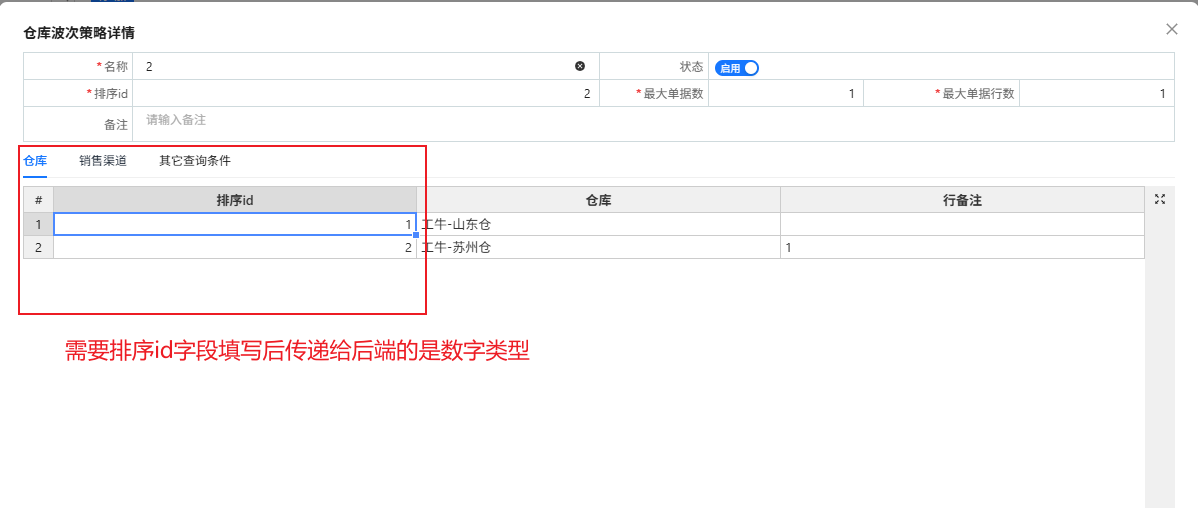 仓库波次策略详情
*名称 2 状态 启用
*排序id 2 *最大单据数 1 *最大单据行数 1
备注 请输入备注
仓库 销售渠道 其它查询条件
# 排序id 仓库 行备注
1 1 工牛-山东仓
2 2 工牛-苏州仓 1
需要排序id字段填写后传递给后端的是数字类型